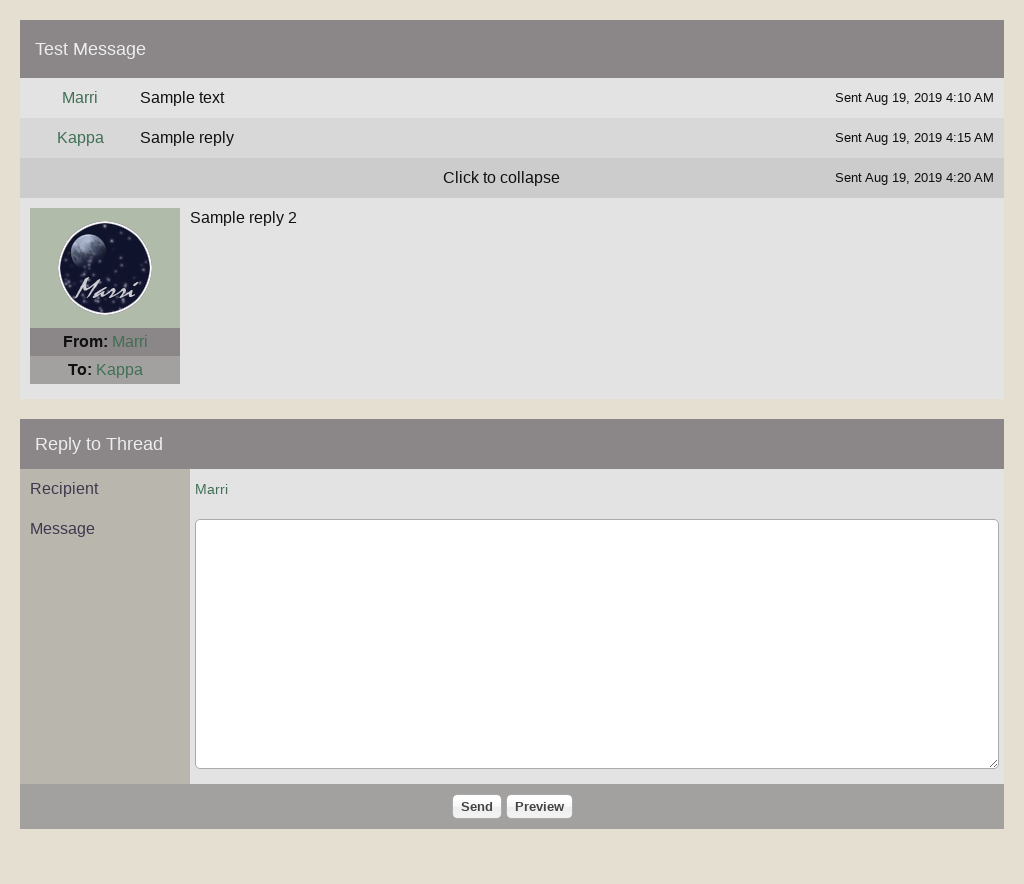 Test Message
Marri Sample text Sent Aug 19, 2019 4:10 AM
Kappa Sample reply Sent Aug 19, 2019 4:15 AM
Click to collapse Sent Aug 19, 2019 4:20 AM
Sample reply 2
Marri
From: Marri
To: Kappa
Reply to Thread
Recipient Marri
Message
Send Preview